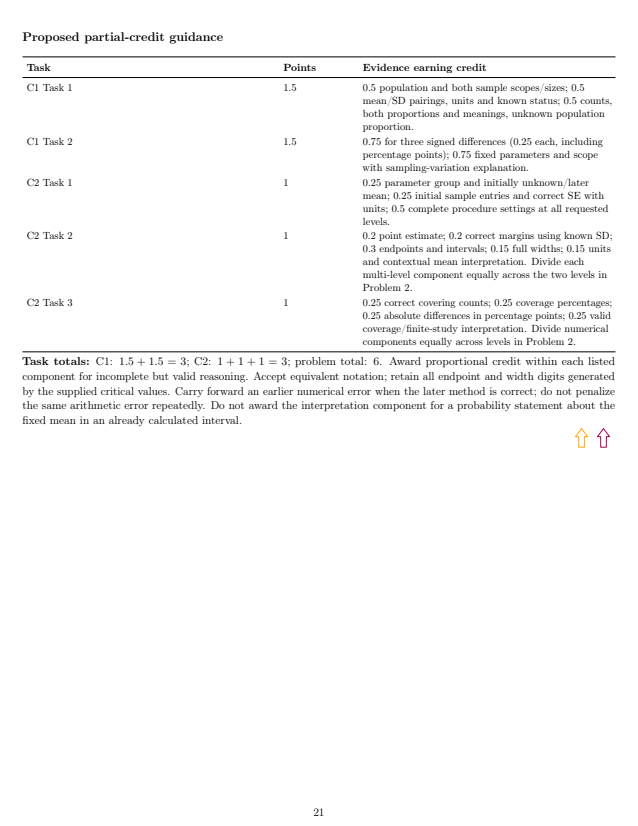 Proposed partial-credit guidance
Task Points Evidence earning credit
C1 Task 1 1.5 0.5 population and both sample scopes/sizes; 0.5
mean/SD pairings, units and known status; 0.5 counts,
both proportions and meanings, unknown population
proportion.
C1 Task 2 1.5 0.75 for three signed differences (0.25 each, including
percentage points); 0.75 fixed parameters and scope
with sampling-variation explanation.
C2 Task 1 1 0.25 parameter group and initially unknown/later
mean; 0.25 initial sample entries and correct SE with
units; 0.5 complete procedure settings at all requested
levels.
C2 Task 2 1 0.2 point estimate; 0.2 correct margins using known SD;
0.3 endpoints and intervals; 0.15 full widths; 0.15 units
and contextual mean interpretation. Divide each
multi-level component equally across the two levels in
Problem 2.
C2 Task 3 1 0.25 correct covering counts; 0.25 coverage percentages;
0.25 absolute differences in percentage points; 0.25 valid
coverage/finite-study interpretation. Divide numerical
components equally across levels in Problem 2.
Task totals: C1: 1.5 + 1.5 = 3; C2: 1 + 1 + 1 = 3; problem total: 6. Award proportional credit within each listed
component for incomplete but valid reasoning. Accept equivalent notation; retain all endpoint and width digits generated
by the supplied critical values. Carry forward an earlier numerical error when the later method is correct; do not penalize
the same arithmetic error repeatedly. Do not award the interpretation component for a probability statement about the
fixed mean in an already calculated interval.
21